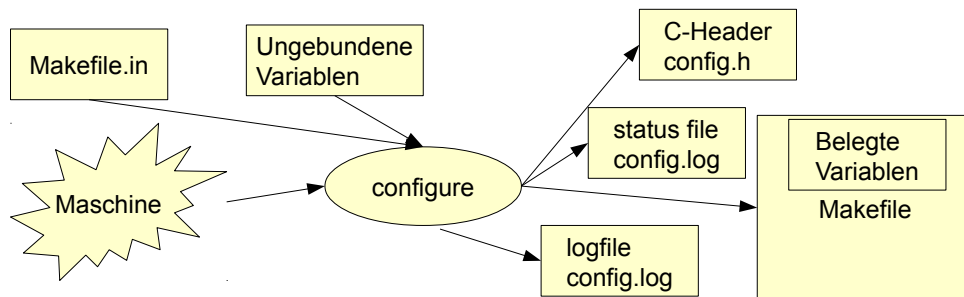 Makefile.in
Ungebundene
Variablen
C-Header
config.h
status file
config.log
Belegte
Variablen
Makefile
Maschine
configure
logfile
config.log